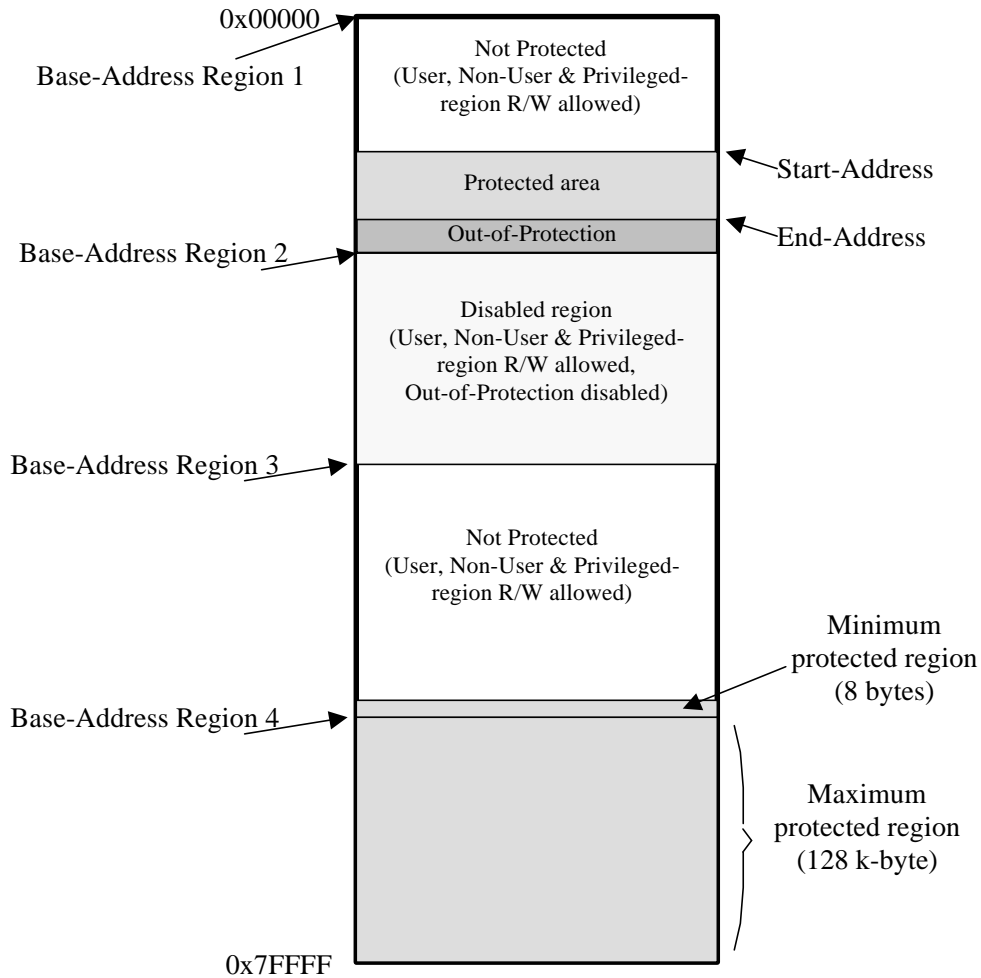 0x00000
Base-Address Region 1
Not Protected
(User, Non-User & Privileged-
region R/W allowed)
Start-Address
Protected area
End-Address
Out-of-Protection
Base-Address Region 2
Disabled region
(User, Non-User & Privileged-
region R/W allowed,
Out-of-Protection disabled)
Base-Address Region 3
Not Protected
(User, Non-User & Privileged-
region R/W allowed)
Minimum
protected region
(8 bytes)
Base-Address Region 4
Maximum
protected region
(128 k-byte)
0x7FFFF